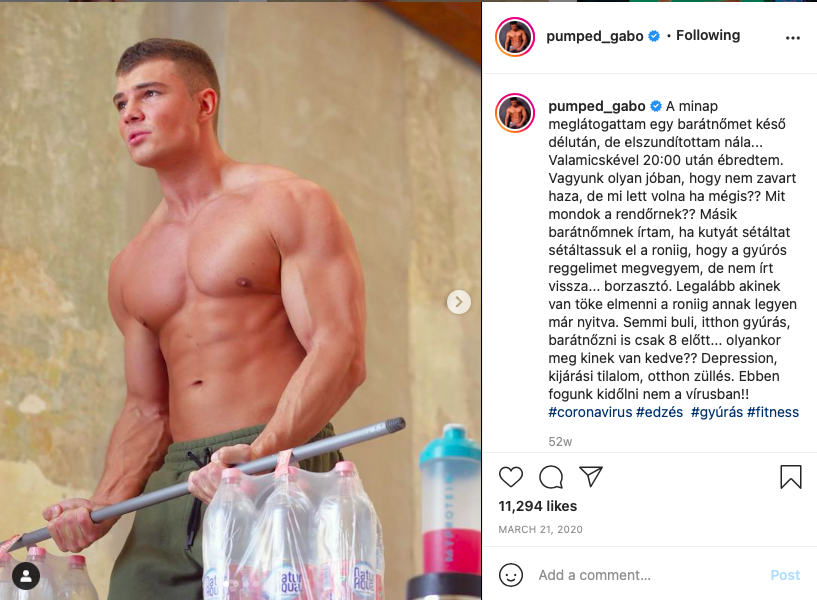 pumped_gabo • Following
pumped_gabo A minap
meglátogattam egy barátnőmet késő
délután, de elszundítottam nála...
Valamicskével 20:00 után ébredtem.
Vagyunk olyan jóban, hogy nem zavart
haza, de mi lett volna ha mégis?? Mit
mondok a rendőrnek?? Másik
barátnőmnek írtam, ha kutyát sétáltat
sétáltassuk el a roniig, hogy a gyúrós
reggelimet megvegyem, de nem írt
vissza... borzasztó. Legalább akinek
van töke elmenni a roniig annak legyen
már nyitva. Semmi buli, itthon gyúrás,
barátnőzni is csak 8 előtt... olyankor
meg kinek van kedve?? Depression,
kijárási tilalom, otthon züllés. Ebben
fogunk kidőlni nem a vírusban!!
#coronavirus #edzés #gyúrás #fitness
52w
11,294 likes
MARCH 21, 2020
Add a comment... Post